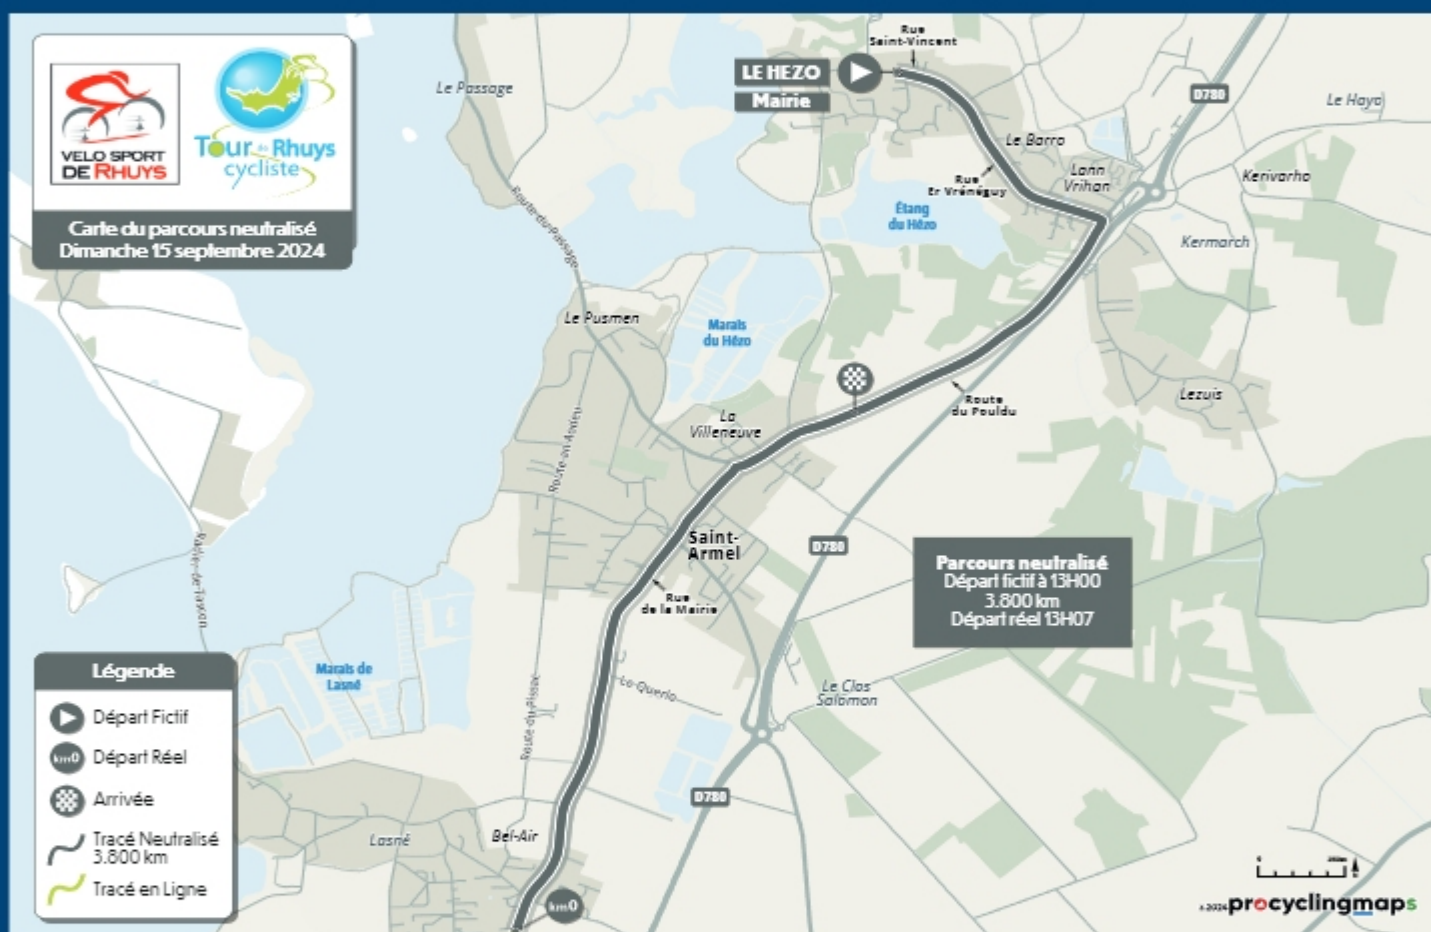 VELO SPORT
DE RHUYS
Tour de Rhuys
cycliste
Carte du parcours neutralisé
Dimanche 15 septembre 2024
Le Passage
LE HEZO
Mairie
Rue
Saint-Vincent
D780
Le Haya
Le Barro
Lann
Vrihan
Kerivarho
Rue
Er Vrénéguy
Étang
du Hézo
Kermarch
Route-du-Passage
Le Pusmen
Marais
du Hézo
Lezuis
Route
du Pouldu
La
Villeneuve
Saint-
Armel
D780
Rue
de la Mairie
Parcours neutralisé
Départ fictif à 13H00
3.800 km
Départ réel 13H07
Marais de
Lasné
Le Clos
Salomon
D780
Légende
Départ Fictif
km0 Départ Réel
Arrivée
Tracé Neutralisé
3.800 km
Tracé en Ligne
Lasné
Bel-Air
km0
procyclingmaps